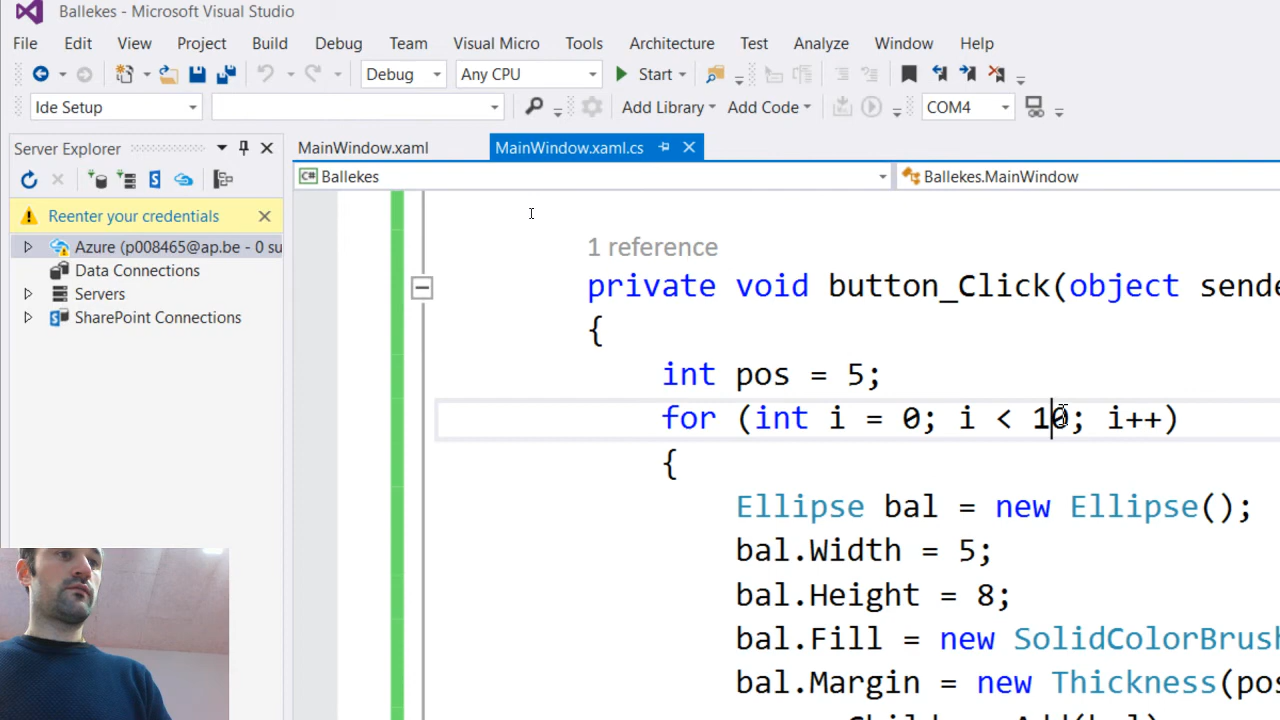 Ballekes - Microsoft Visual Studio
File Edit View Project Build Debug Team Visual Micro Tools Architecture Test Analyze Window Help
Debug Any CPU Start
Ide Setup Add Library Add Code COM4
Server Explorer
MainWindow.xaml MainWindow.xaml.cs
Ballekes Ballekes.MainWindow
Reenter your credentials
Azure (p008465@ap.be - 0 su
Data Connections
Servers
SharePoint Connections
1 reference
private void button_Click(object sende
{
int pos = 5;
for (int i = 0; i < 10; i++)
{
Ellipse bal = new Ellipse();
bal.Width = 5;
bal.Height = 8;
bal.Fill = new SolidColorBrush
bal.Margin = new Thickness(pos
Children.Add(bal)